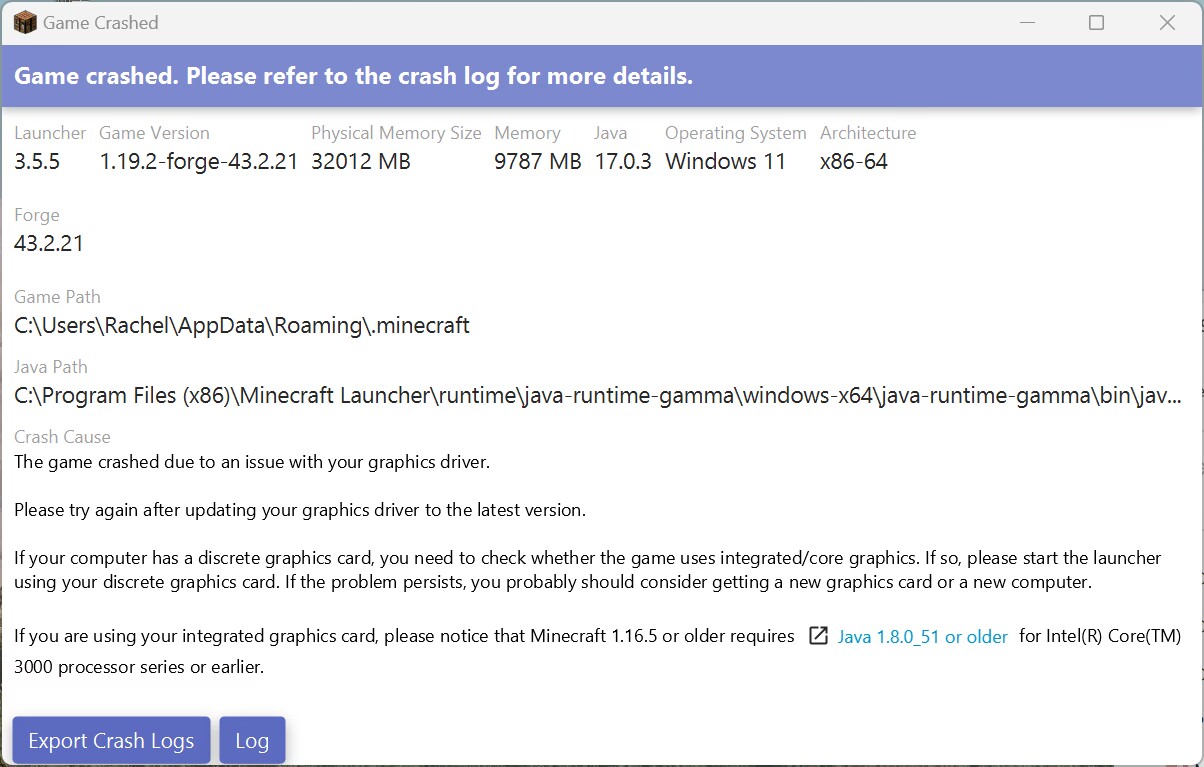 Game Crashed
Game crashed. Please refer to the crash log for more details.
Launcher Game Version Physical Memory Size Memory Java Operating System Architecture
3.5.5 1.19.2-forge-43.2.21 32012 MB 9787 MB 17.0.3 Windows 11 x86-64
Forge
43.2.21
Game Path
C:\Users\Rachel\AppData\Roaming\.minecraft
Java Path
C:\Program Files (x86)\Minecraft Launcher\runtime\java-runtime-gamma\windows-x64\java-runtime-gamma\bin\jav...
Crash Cause
The game crashed due to an issue with your graphics driver.
Please try again after updating your graphics driver to the latest version.
If your computer has a discrete graphics card, you need to check whether the game uses integrated/core graphics. If so, please start the launcher
using your discrete graphics card. If the problem persists, you probably should consider getting a new graphics card or a new computer.
If you are using your integrated graphics card, please notice that Minecraft 1.16.5 or older requires Java 1.8.0_51 or older for Intel(R) Core(TM)
3000 processor series or earlier.
Export Crash Logs Log